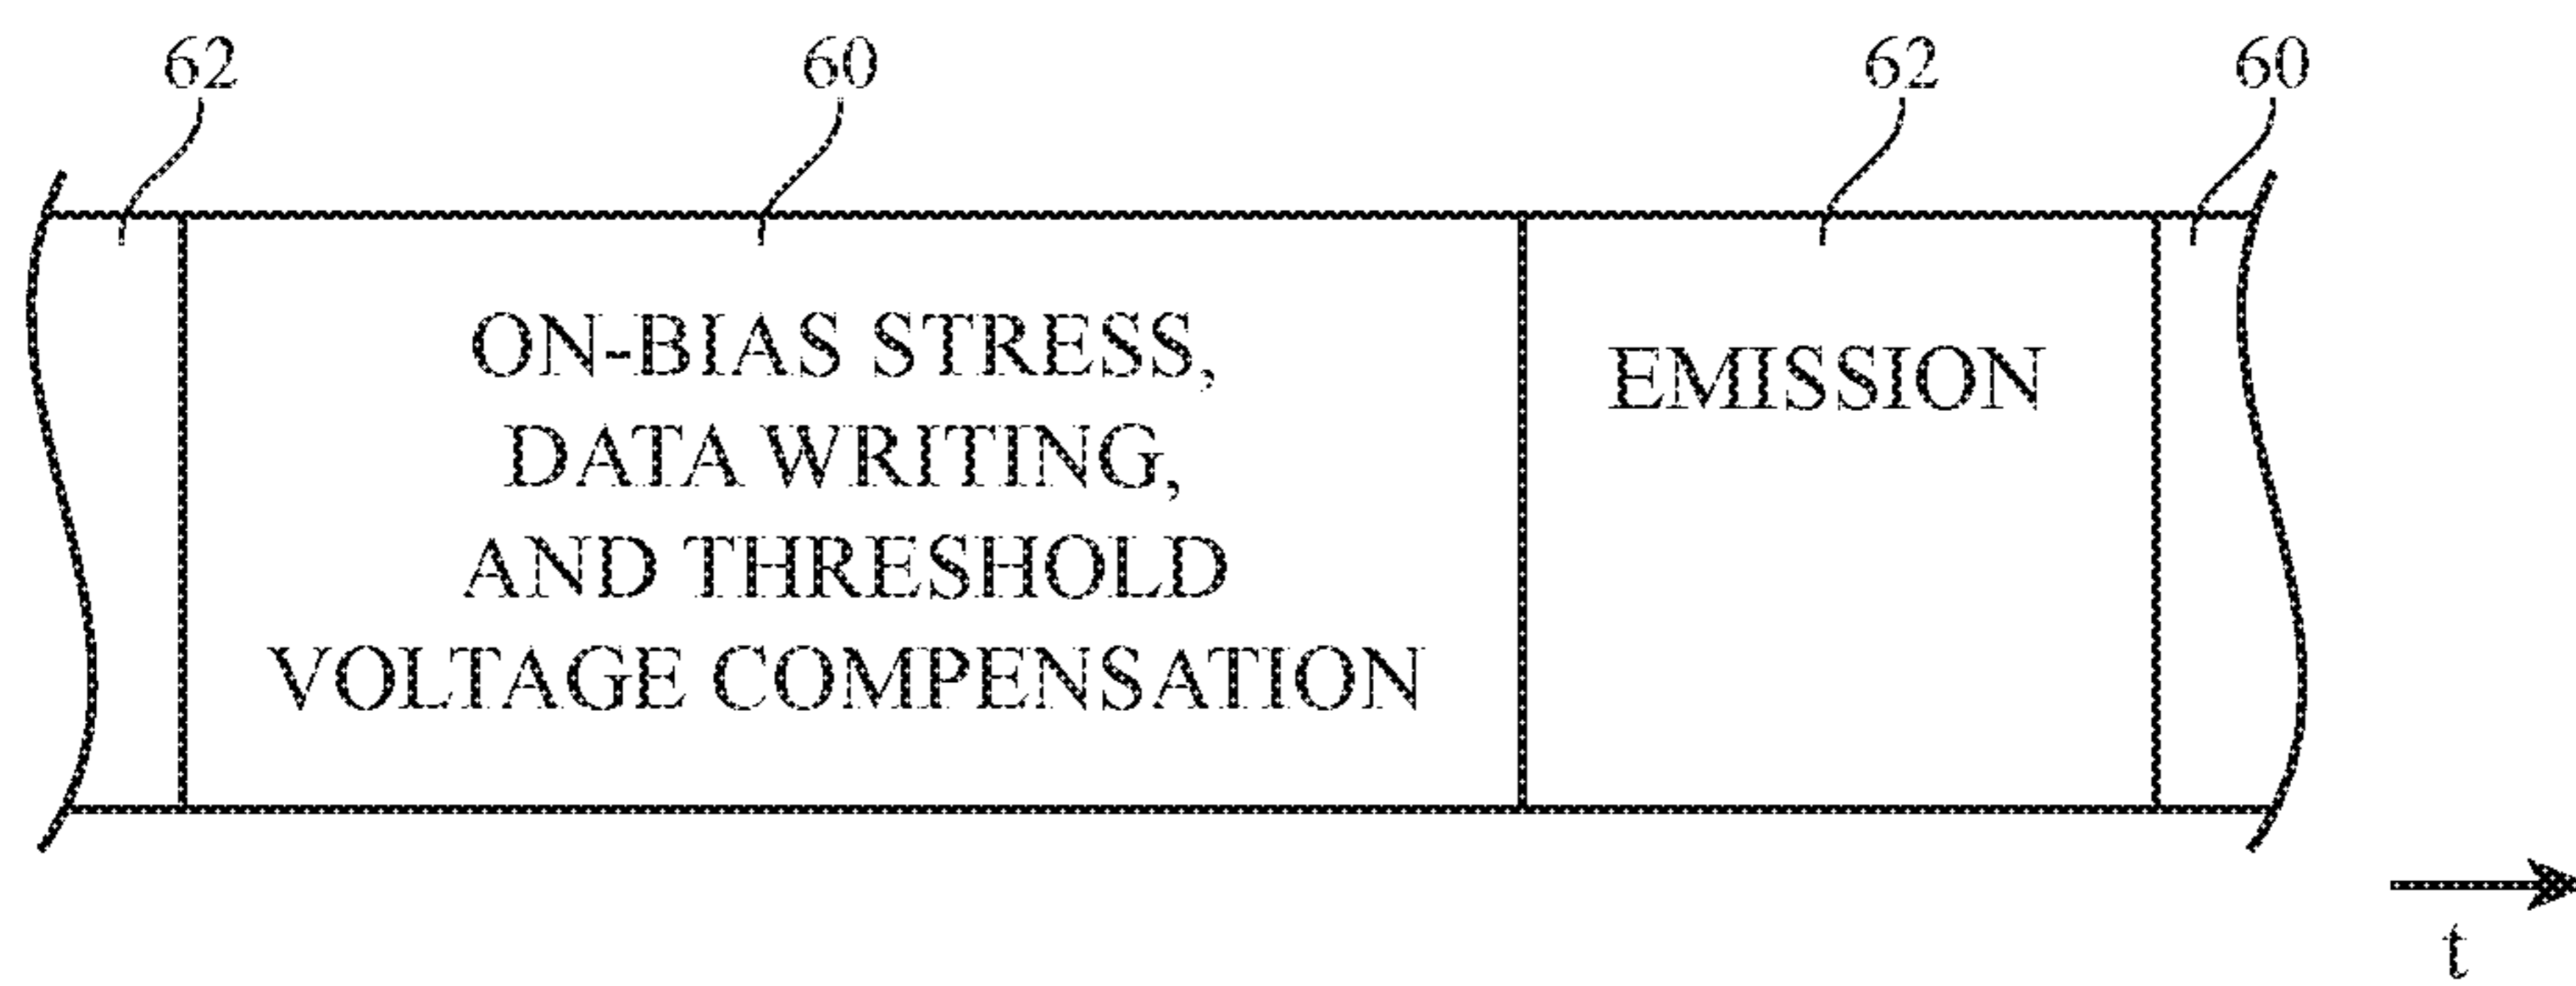 62 60 62 60
ON-BIAS STRESS,
DATA WRITING,
AND THRESHOLD
VOLTAGE COMPENSATION
EMISSION
t